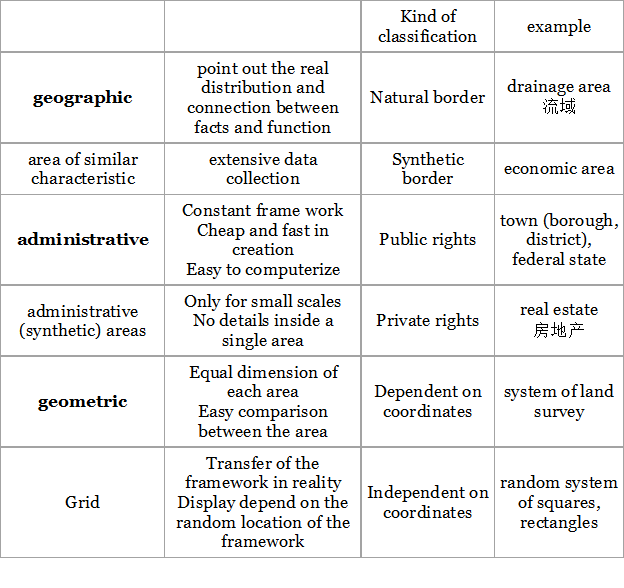 Kind of
classification
example
geographic
point out the real
distribution and
connection between
facts and function
Natural border
drainage area
流域
area of similar
characteristic
extensive data
collection
Synthetic
border
economic area
administrative
Constant frame work
Cheap and fast in
creation
Easy to computerize
Public rights
town (borough,
district),
federal state
administrative
(synthetic) areas
Only for small scales
No details inside a
single area
Private rights
real estate
房地产
geometric
Equal dimension of
each area
Easy comparison
between the area
Dependent on
coordinates
system of land
survey
Grid
Transfer of the
framework in reality
Display depend on the
random location of the
framework
Independent on
coordinates
random system
of squares,
rectangles